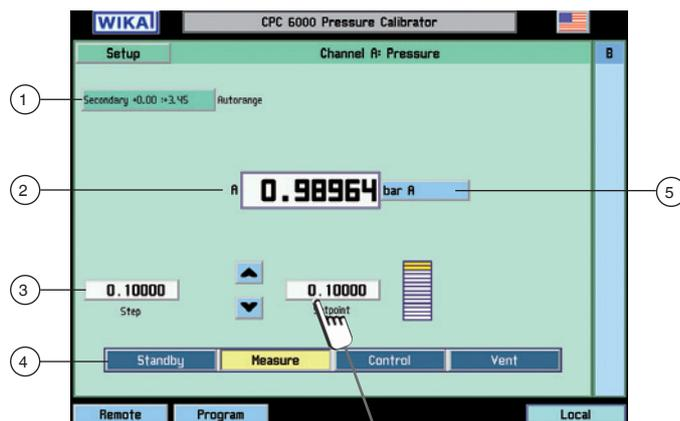 WIKA
CPC 6000 Pressure Calibrator
Setup
Channel A: Pressure
B
1
Secondary +0.00 :+3.45
Autorange
2
A
0.98964
bar A
5
3
0.10000
0.10000
Step
4
Standby
Measure
Control
Vent
Remote
Program
Local